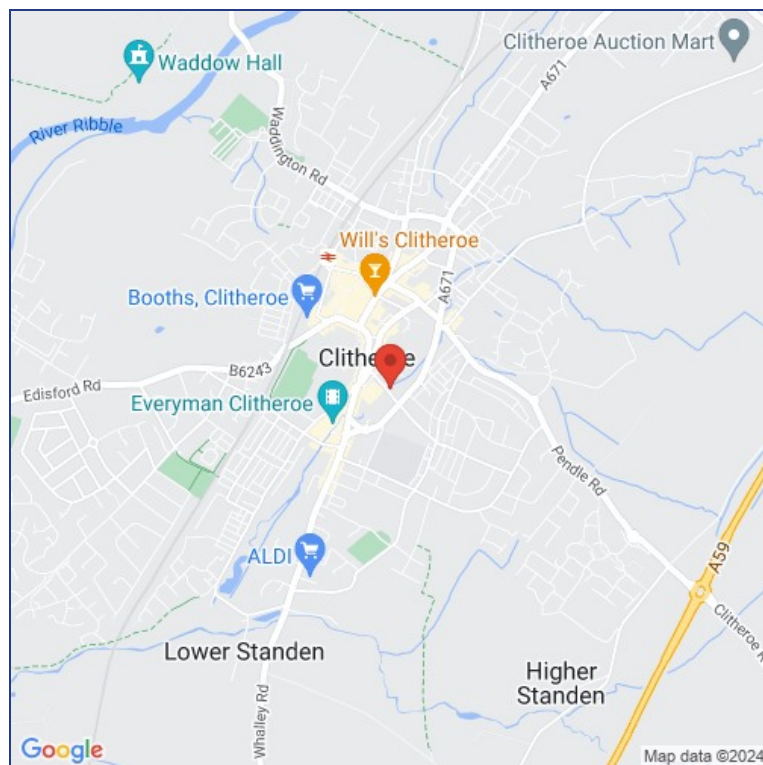 Clitheroe Auction Mart
Waddow Hall
A671
River Ribble
Waddington Rd
Will's Clitheroe
A671
Booths, Clitheroe
B6243
Edisford Rd
Everyman Clitheroe
Pendle Rd
ALDI
A59
Clitheroe R
Lower Standen
Higher
Standen
Whalley Rd
Google
Map data ©2024